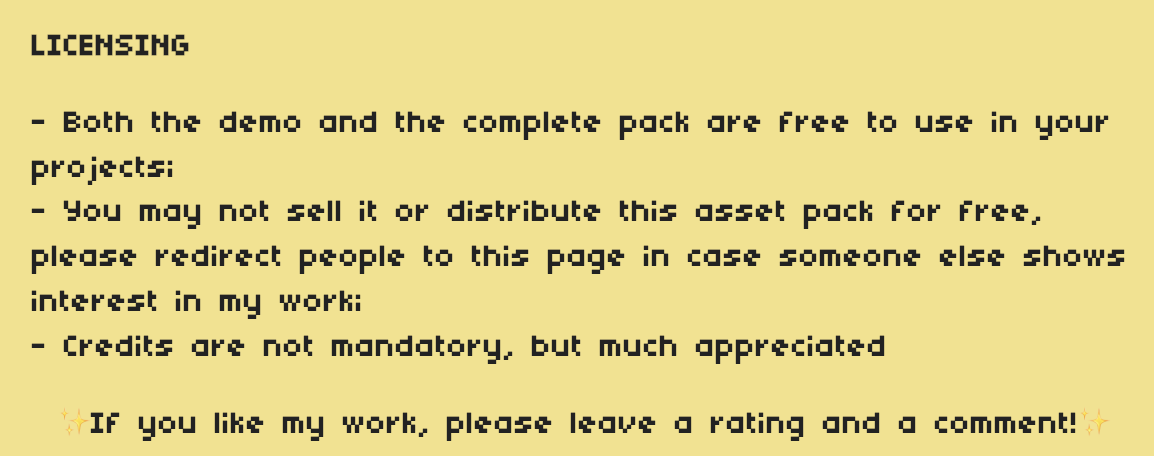 LICENSING
- Both the demo and the complete pack are free to use in your
projects;
- You may not sell it or distribute this asset pack for free,
please redirect people to this page in case someone else shows
interest in my work;
- Credits are not mandatory, but much appreciated
✨If you like my work, please leave a rating and a comment!✨